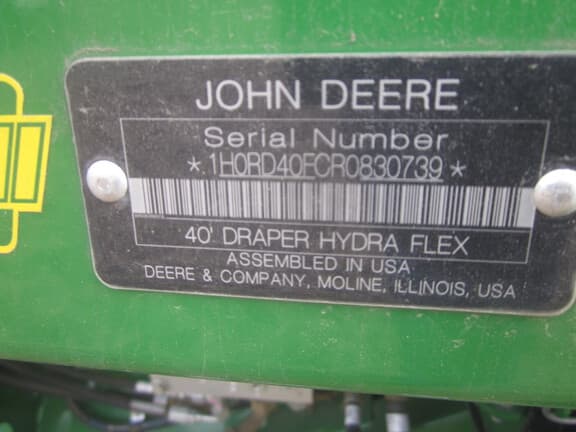 JOHN DEERE
Serial Number
*1H0RD40FCR0830739*
40' DRAPER HYDRA FLEX
ASSEMBLED IN USA
DEERE & COMPANY, MOLINE, ILLINOIS, USA